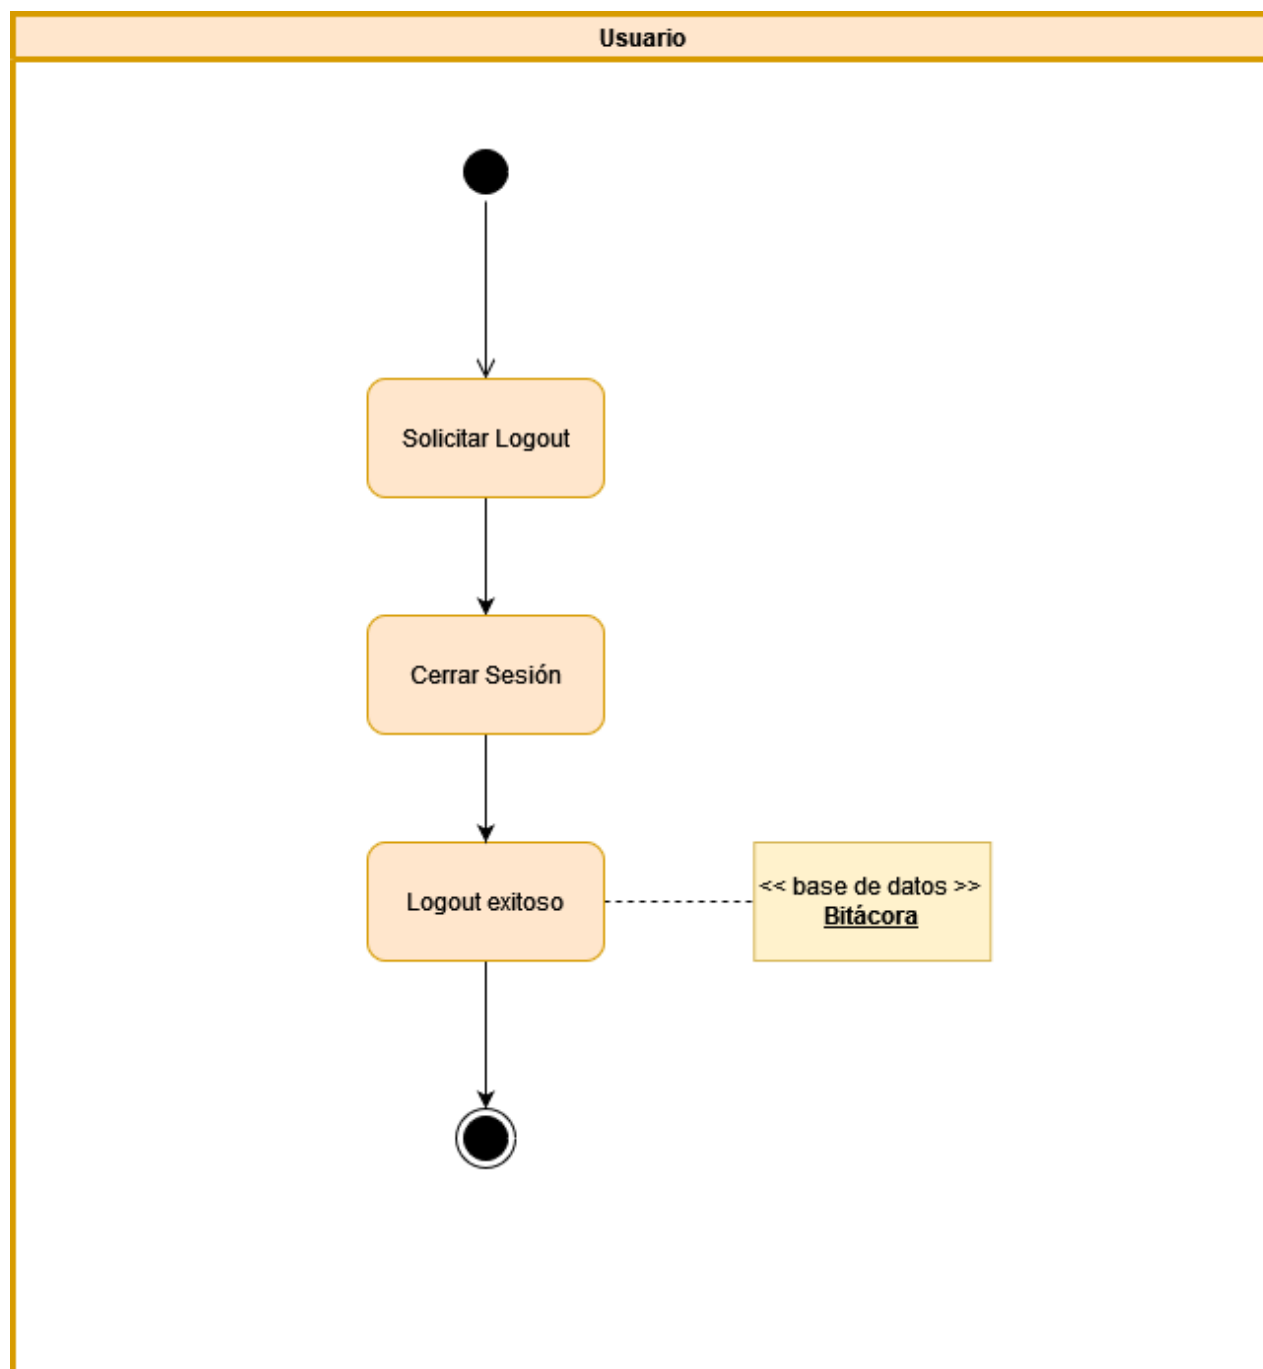 Usuario
Solicitar Logout
Cerrar Sesión
Logout exitoso
<< base de datos >>
Bitácora